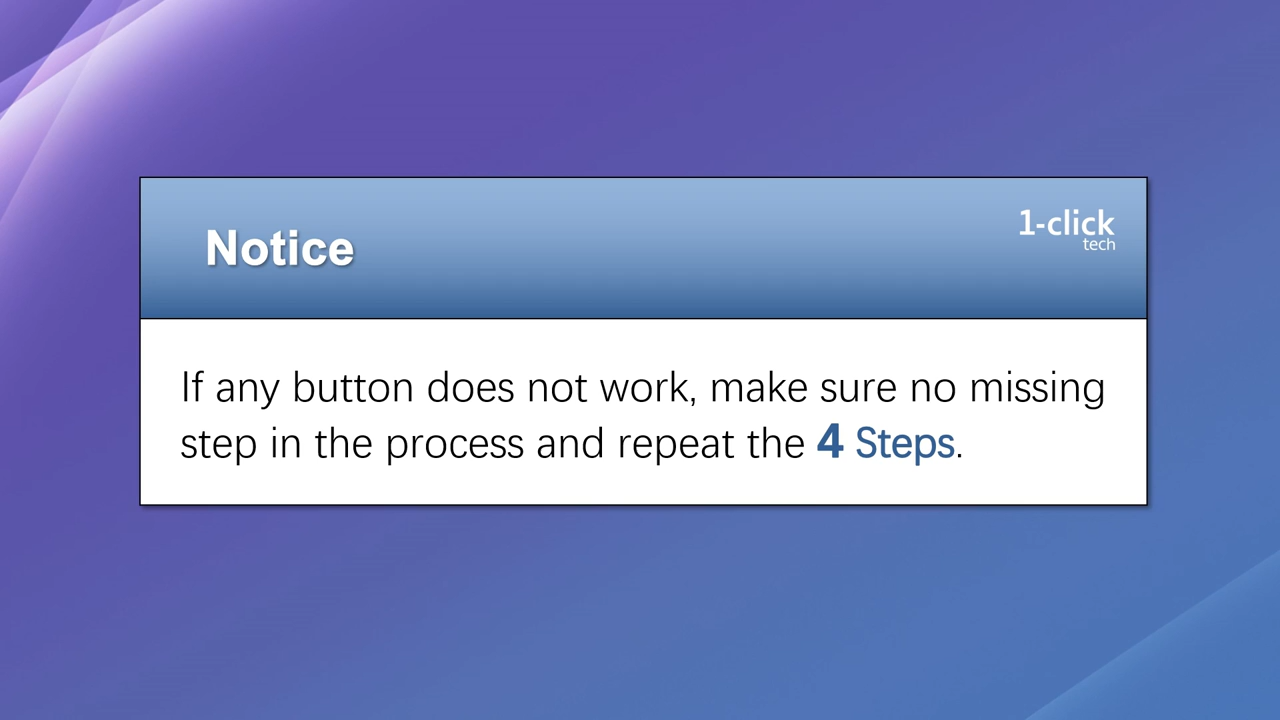 Notice
1-click
tech
If any button does not work, make sure no missing
step in the process and repeat the 4 Steps.